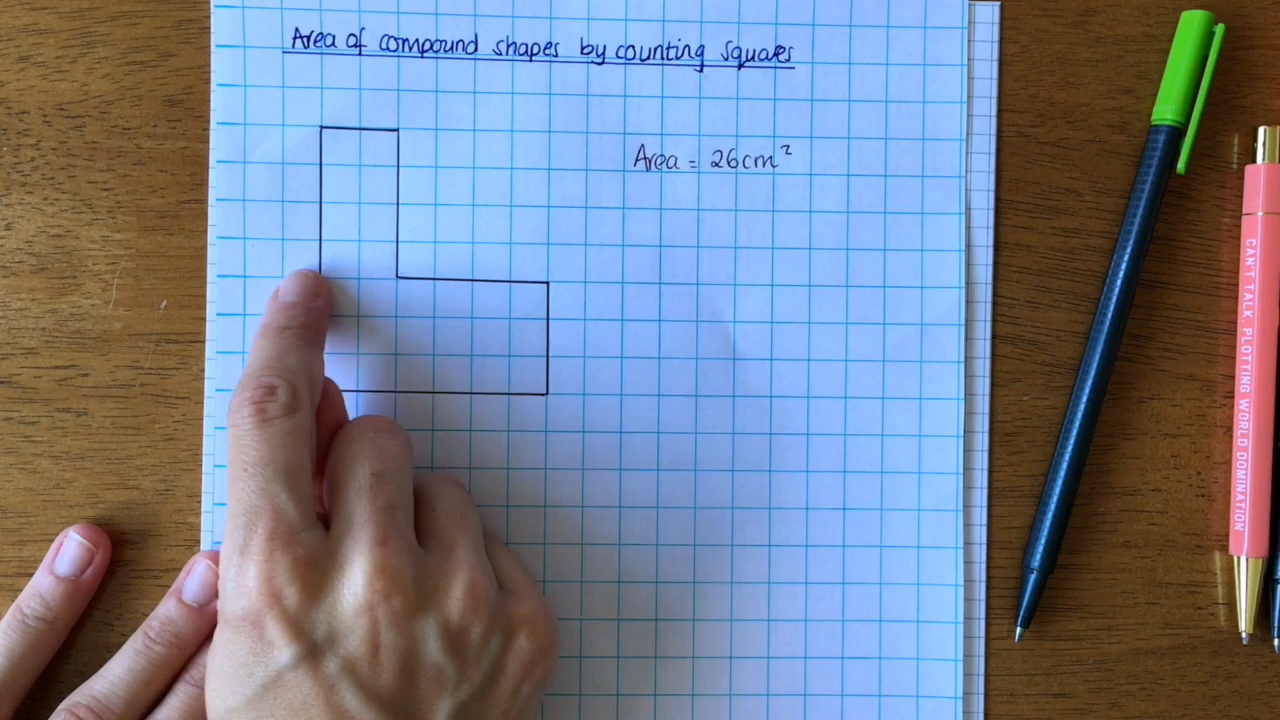 Area of compound shapes by counting squares
Area = 26cm²
CAN'T TALK, PLOTTING WORLD DOMINATION